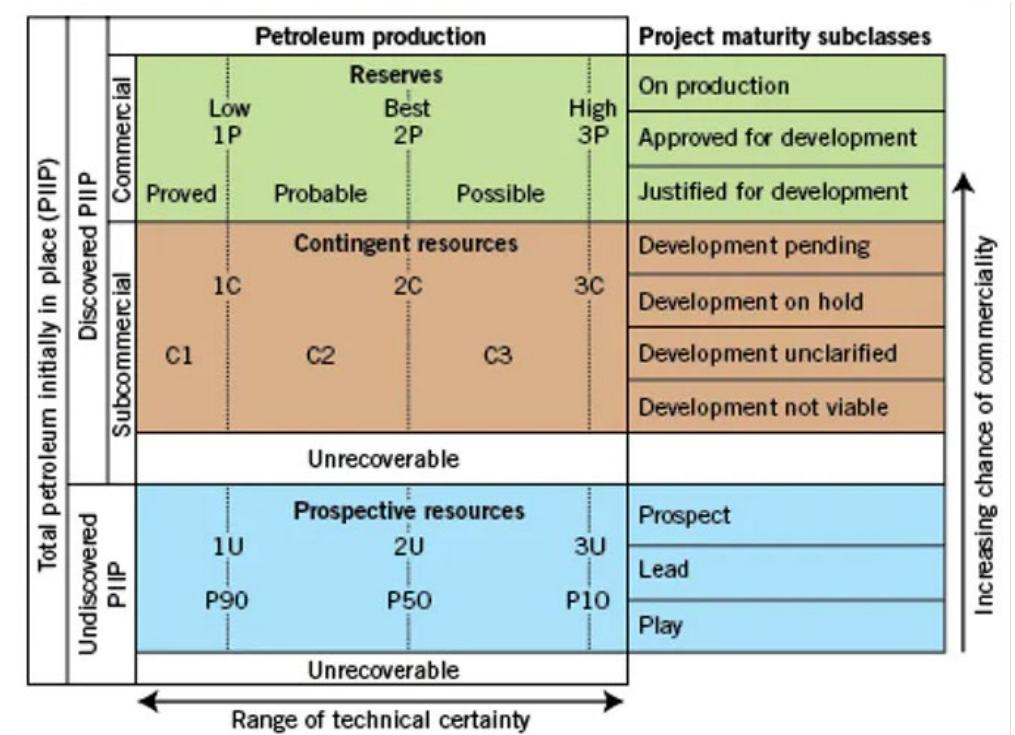 Petroleum production
Project maturity subclasses
Total petroleum initially in place (PIIP)
Discovered PIIP
Commercial
Reserves
Low
Best
High
1P
2P
3P
Proved
Probable
Possible
On production
Approved for development
Justified for development
Subcommercial
Contingent resources
1C
2C
3C
C1
C2
C3
Development pending
Development on hold
Development unclarified
Development not viable
Unrecoverable
Undiscovered
PIIP
Prospective resources
1U
2U
3U
P90
P50
P10
Prospect
Lead
Play
Unrecoverable
Range of technical certainty
Increasing chance of commerciality